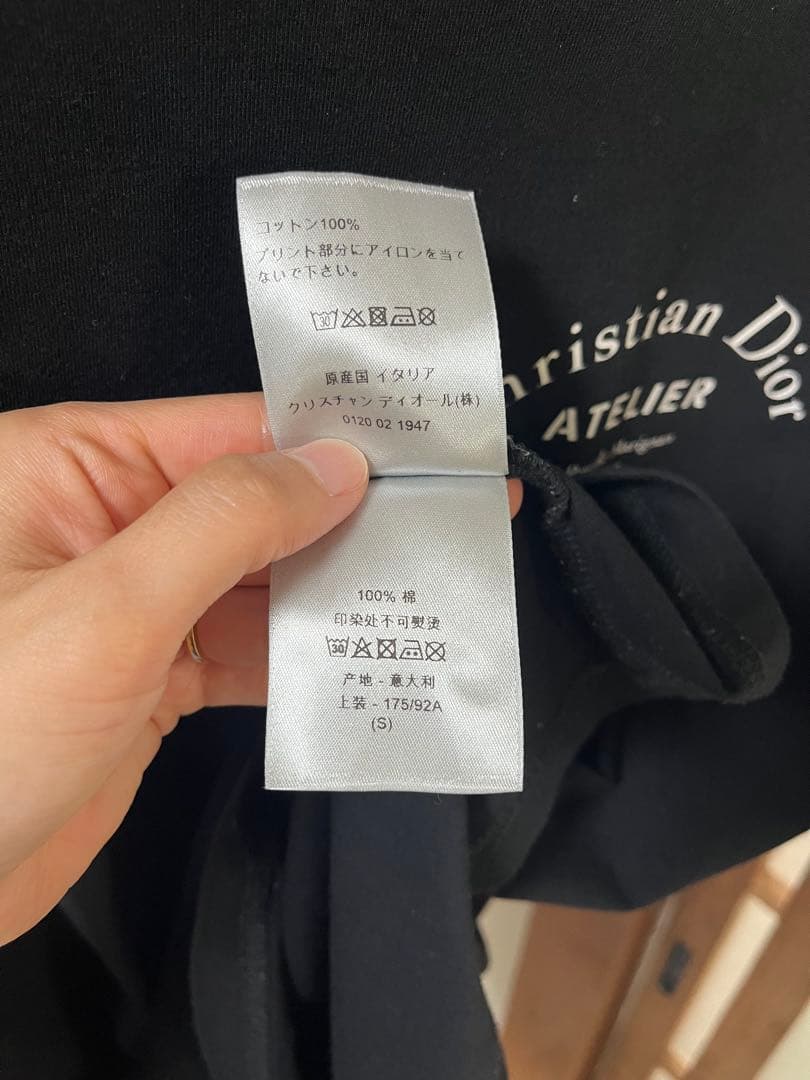 コットン100%
プリント部分にアイロンを当て
ないで下さい。
30
原産国 イタリア
クリスチャン ディオール(株)
0120 02 1947
100% 棉
印染处不可熨烫
30
产地 - 意大利
上装 - 175/92A
(S)
hristian Dior
ATELIER